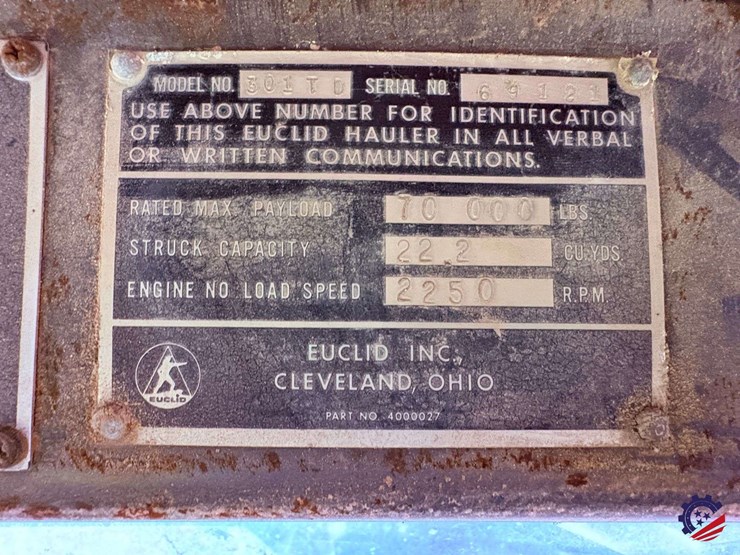 MODEL NO. 301TD SERIAL NO. 69121
USE ABOVE NUMBER FOR IDENTIFICATION
OF THIS EUCLID HAULER IN ALL VERBAL
OR WRITTEN COMMUNICATIONS.
RATED MAX. PAYLOAD 70 000 LBS.
STRUCK CAPACITY 22.2 CU. YDS.
ENGINE NO LOAD SPEED 2250 R.P.M.
EUCLID INC.,
CLEVELAND, OHIO
EUCLID
PART NO. 4000027